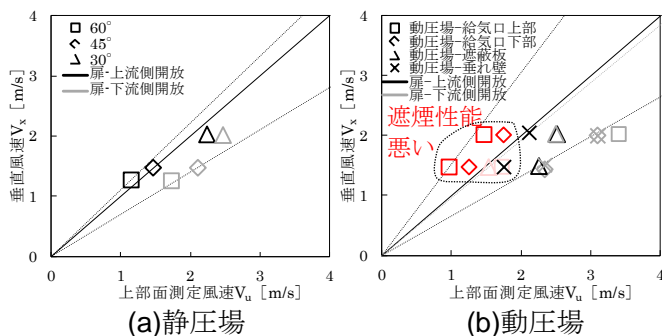 4
3
2
1
0
垂直風速Vx [m/s]
60°
45°
30°
扉-上流側開放
扉-下流側開放
0 1 2 3 4
上部面測定風速Vu [m/s]
(a)静圧場
4
3
2
1
0
垂直風速Vx [m/s]
動圧場-給気口上部
動圧場-給気口下部
動圧場-遮蔽板
動圧場-垂れ壁
扉-上流側開放
扉-下流側開放
遮煙性能
悪い
0 1 2 3 4
上部面測定風速Vu [m/s]
(b)動圧場